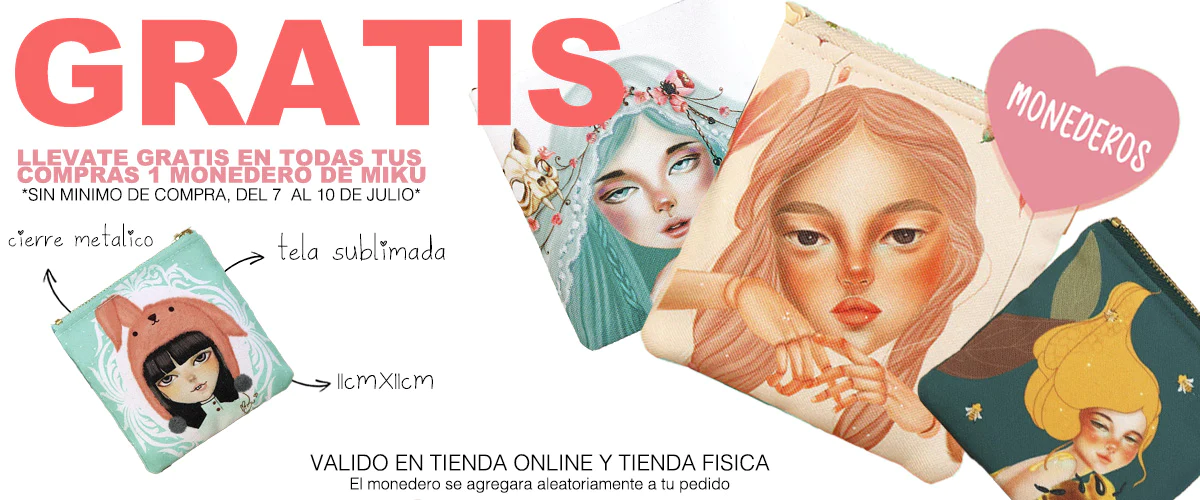 GRATIS
LLEVATE GRATIS EN TODAS TUS
COMPRAS 1 MONEDERO DE MIKU
*SIN MINIMO DE COMPRA, DEL 7 AL 10 DE JULIO*
MONEDEROS
cierre metalico
tela sublimada
11cmX11cm
VALIDO EN TIENDA ONLINE Y TIENDA FISICA
El monedero se agregara aleatoriamente a tu pedido